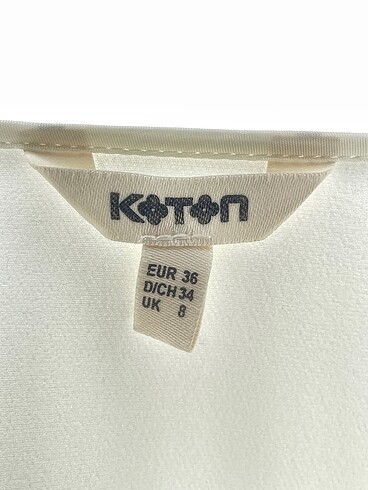 KOTON
EUR 36
D/CH 34
UK 8